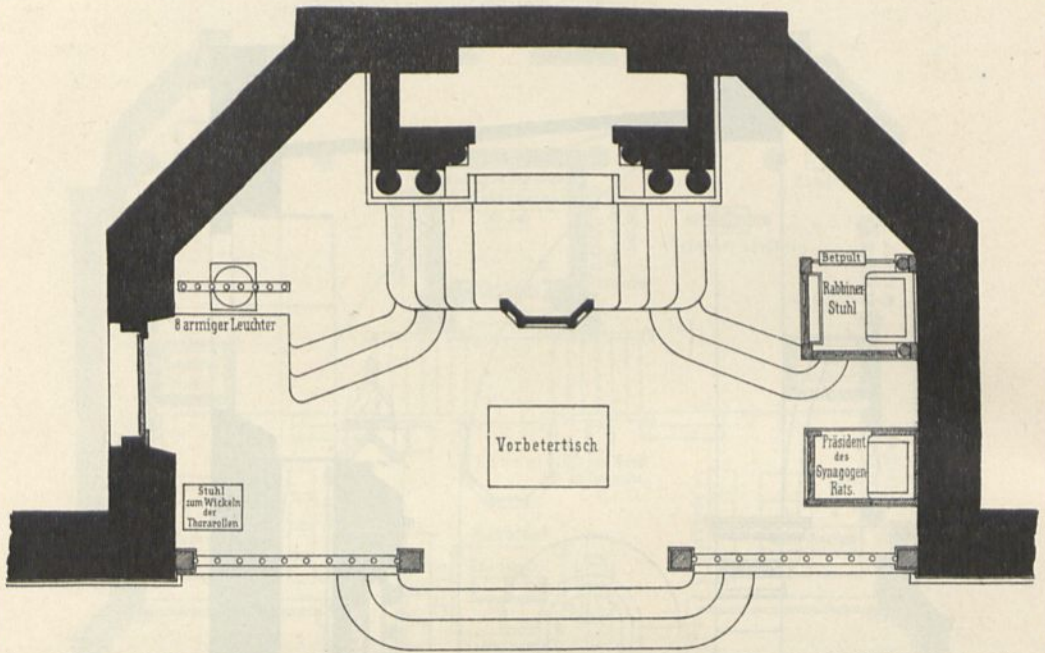 Betpult
Rabbiner
Stuhl
8 armiger Leuchter
Vorbetertisch
Präsident
des
Synagogen
Rats.
Stuhl
zum Wickeln
der
Thorarollen